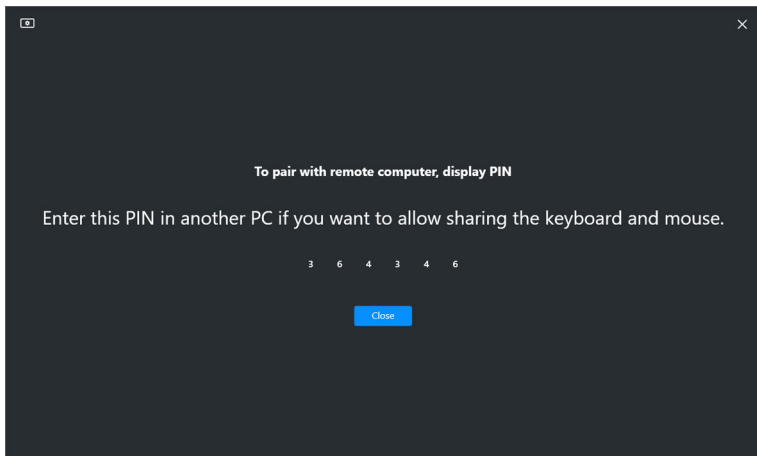 To pair with remote computer, display PIN
Enter this PIN in another PC if you want to allow sharing the keyboard and mouse.
3 6 4 3 4 6
Close